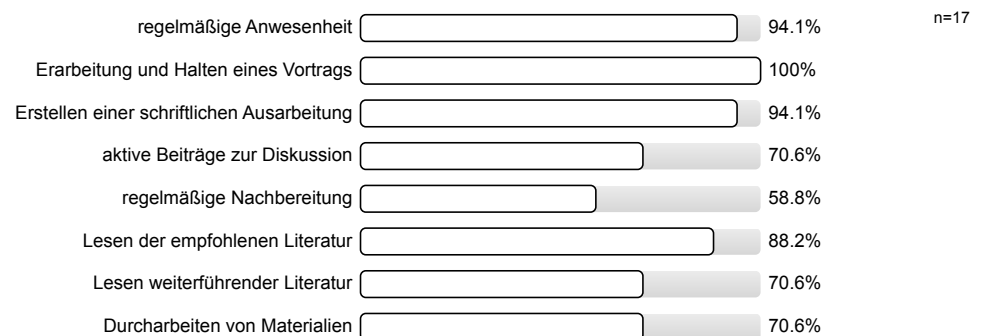 regelmäßige Anwesenheit 94.1% n=17
Erarbeitung und Halten eines Vortrags 100%
Erstellen einer schriftlichen Ausarbeitung 94.1%
aktive Beiträge zur Diskussion 70.6%
regelmäßige Nachbereitung 58.8%
Lesen der empfohlenen Literatur 88.2%
Lesen weiterführender Literatur 70.6%
Durcharbeiten von Materialien 70.6%